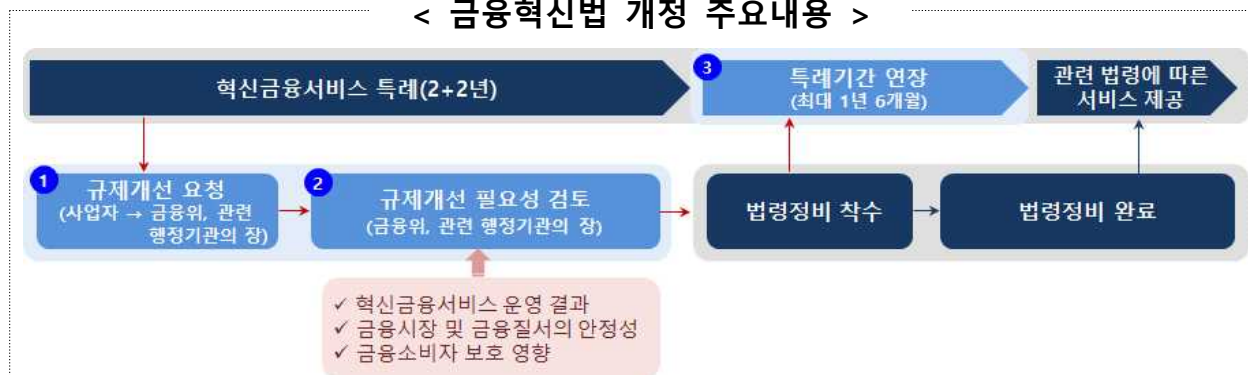 < 금융혁신법 개정 주요내용 >
혁신금융서비스 특례(2+2년)
3
특례기간 연장
(최대 1년 6개월)
관련 법령에 따른
서비스 제공
1
규제개선 요청
(사업자 → 금융위, 관련
행정기관의 장)
2
규제개선 필요성 검토
(금융위, 관련 행정기관의 장)
법령정비 착수
법령정비 완료
✓ 혁신금융서비스 운영 결과
✓ 금융시장 및 금융질서의 안정성
✓ 금융소비자 보호 영향